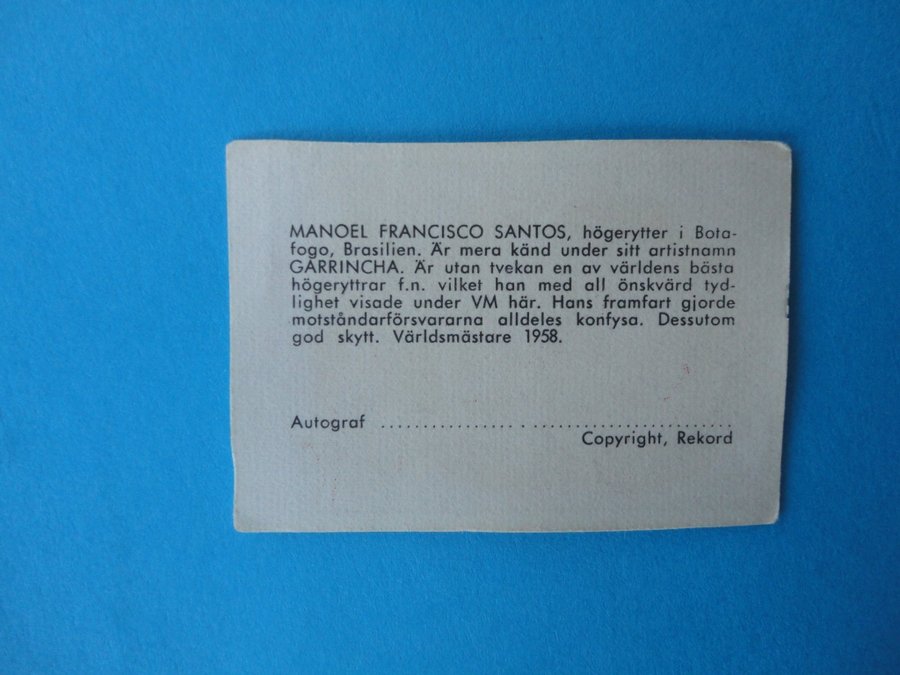 MANOEL FRANCISCO SANTOS, högerytter i Bota-
fogo, Brasilien. Är mera känd under sitt artistnamn
GARRINCHA. Är utan tvekan en av världens bästa
högeryttrar f.n. vilket han med all önskvärd tyd-
lighet visade under VM här. Hans framfart gjorde
motståndarförsvararna alldeles konfysa. Dessutom
god skytt. Världsmästare 1958.
Autograf ........................................
Copyright, Rekord